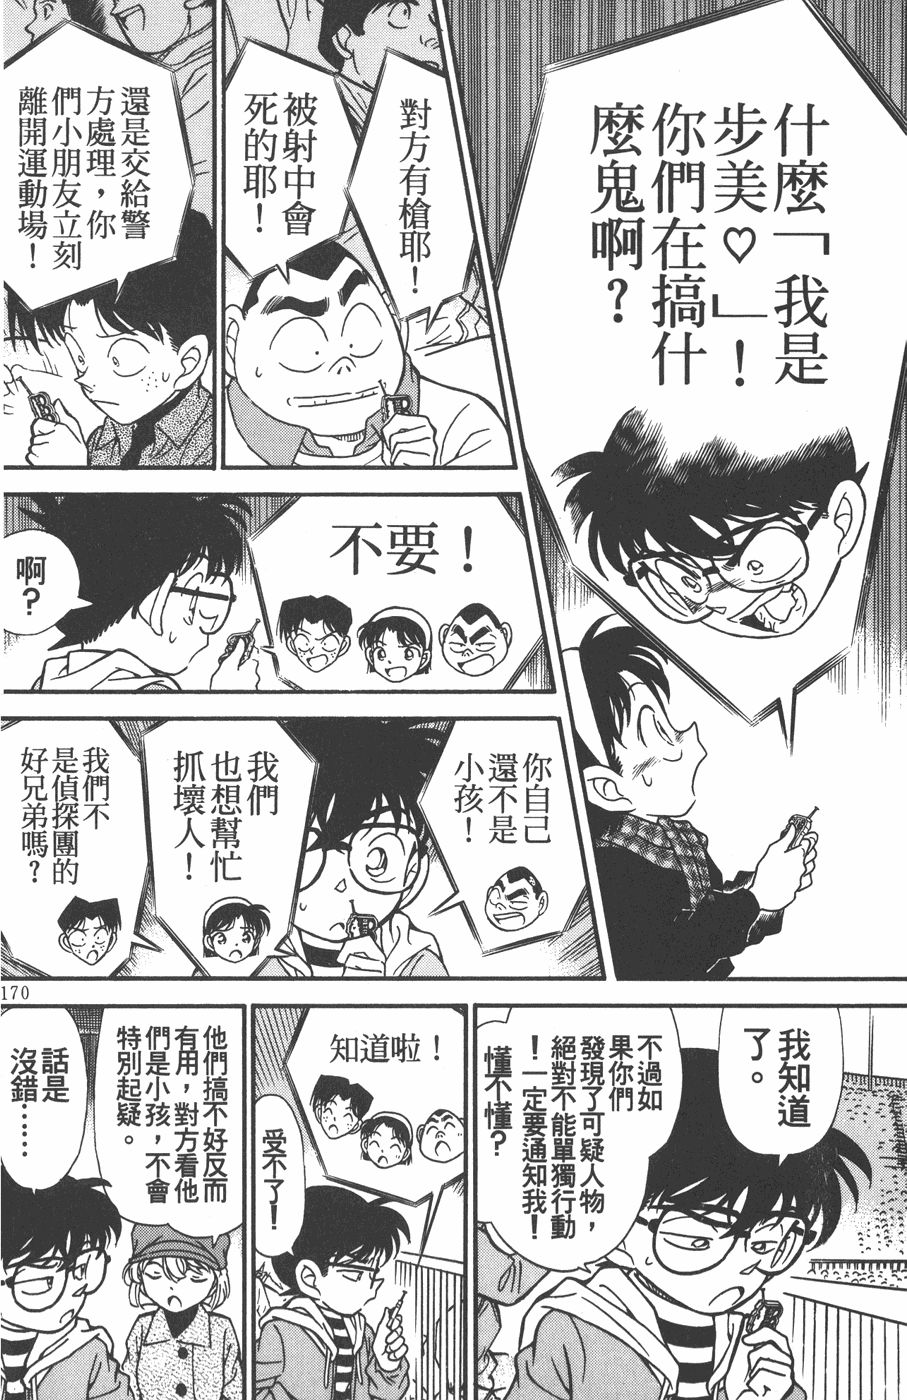 什麼「我是
步美♡」！
你們在搞什
麼鬼啊？
對方有槍耶！
被射中會
死的耶！
還是交給警
方處理，你
們小朋友立刻
離開運動場！
不要！
啊？
你自己
還不是
小孩！
我們
也想幫忙
抓壞人！
我們不
是偵探團的
好兄弟嗎？
170
我知道
了。
不過如
果你們
發現了可疑人物，
絕對不能單獨行動
！一定要通知我！
懂不懂？
知道啦！
受不了！
他們搞不好反而
有用，對方看他
們是小孩，不會
特別起疑。
話是
沒錯……